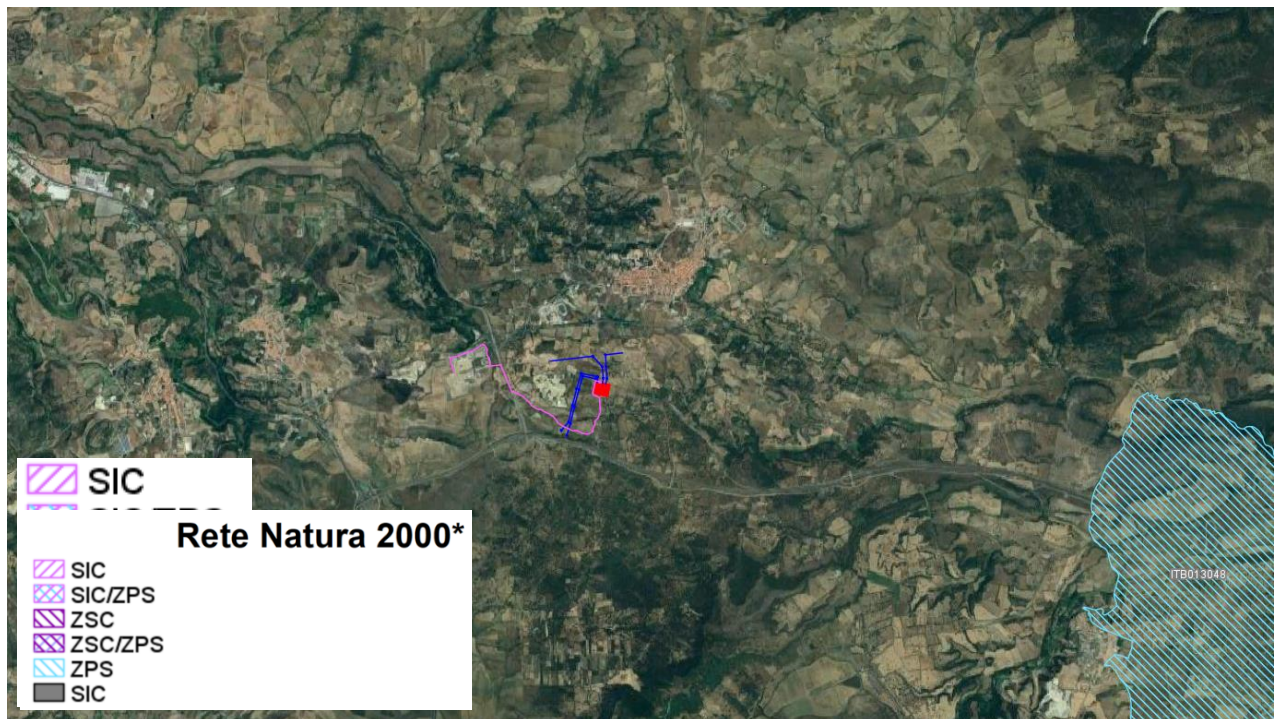 SIC
Rete Natura 2000*
SIC
SIC/ZPS
ZSC
ZSC/ZPS
ZPS
SIC
ITB013048